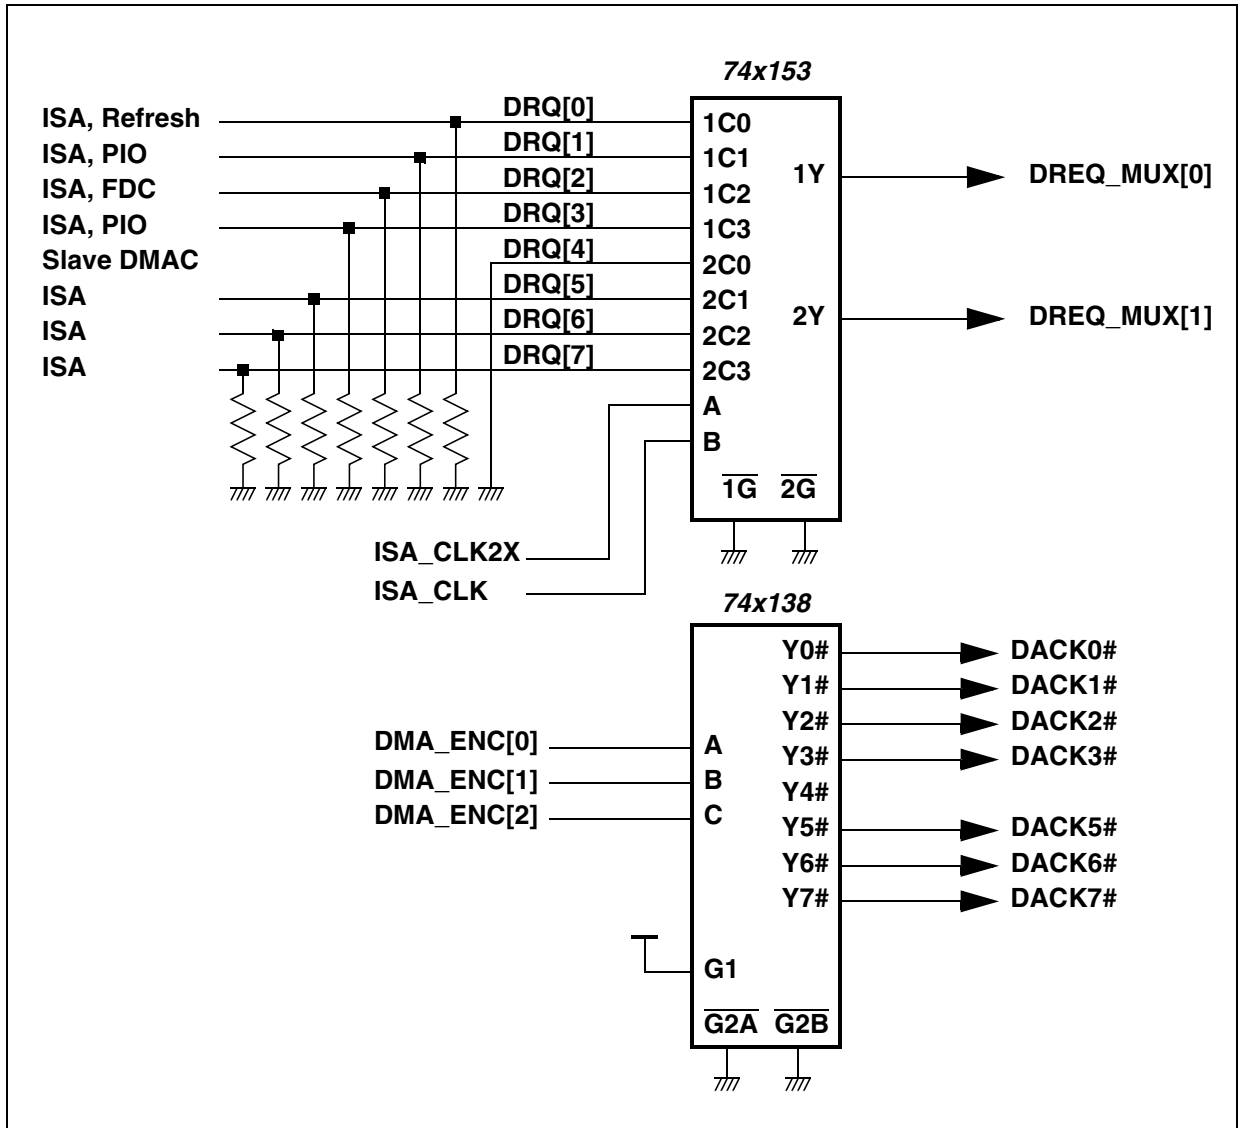 74x153
ISA, Refresh DRQ[0] 1C0
ISA, PIO DRQ[1] 1C1
1Y DREQ_MUX[0]
ISA, FDC DRQ[2] 1C2
ISA, PIO DRQ[3] 1C3
Slave DMAC DRQ[4] 2C0
ISA DRQ[5] 2C1
2Y DREQ_MUX[1]
ISA DRQ[6] 2C2
ISA DRQ[7] 2C3
A
B
1G 2G
ISA_CLK2X
ISA_CLK
74x138
Y0# DACK0#
Y1# DACK1#
Y2# DACK2#
DMA_ENC[0] A
Y3# DACK3#
DMA_ENC[1] B
Y4#
DMA_ENC[2] C
Y5# DACK5#
Y6# DACK6#
Y7# DACK7#
G1
G2A G2B